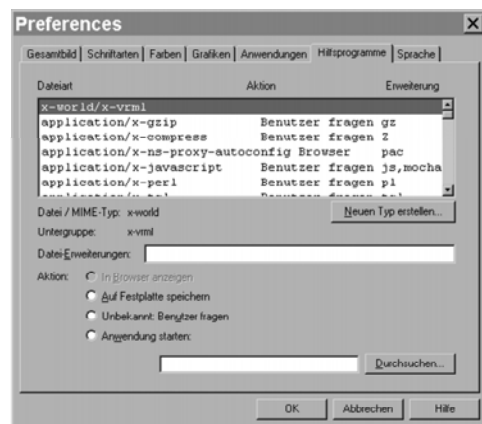 Preferences
Gesamtbild Schriftarten Farben Grafiken Anwendungen Hilfsprogramme Sprache
Dateiart Aktion Erweiterung
x-world/x-vrml
application/x-gzip Benutzer fragen gz
application/x-compress Benutzer fragen Z
application/x-ns-proxy-autoconfig Browser pac
application/x-javascript Benutzer fragen js,mocha
application/x-perl Benutzer fragen pl
Datei / MIME-Typ: x-world
Neuen Typ erstellen...
Untergruppe: x-vrml
Datei-Erweiterungen:
Aktion: In Browser anzeigen
Auf Festplatte speichern
Unbekannt: Benutzer fragen
Anwendung starten:
Durchsuchen...
OK Abbrechen Hilfe